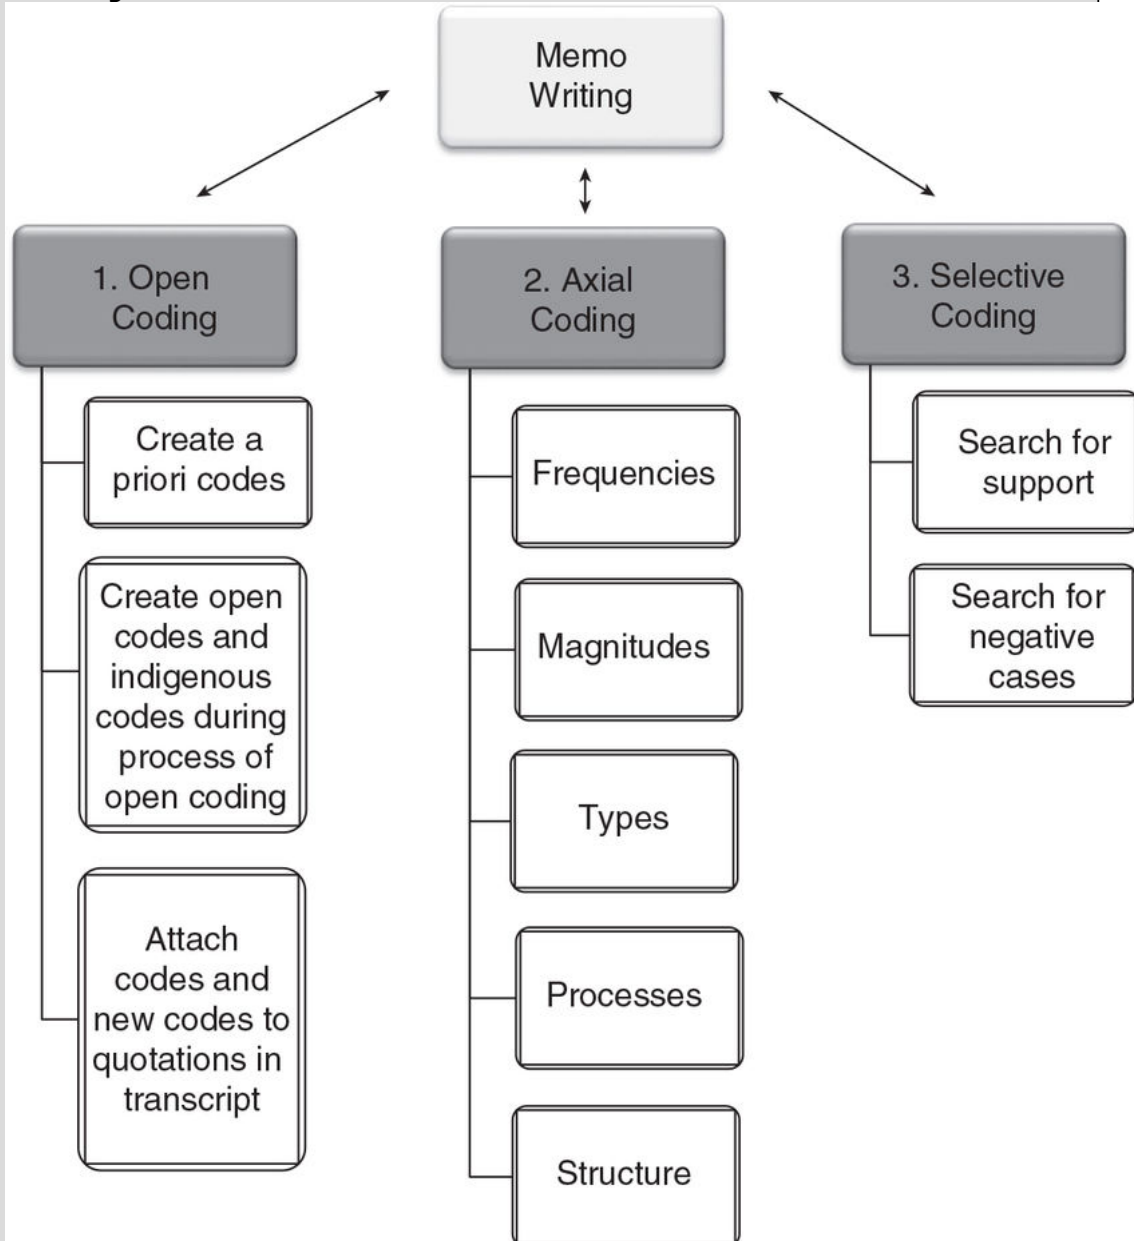 Memo
Writing
1. Open
Coding
Create a
priori codes
Create open
codes and
indigenous
codes during
process of
open coding
Attach
codes and
new codes to
quotations in
transcript
2. Axial
Coding
Frequencies
Magnitudes
Types
Processes
Structure
3. Selective
Coding
Search for
support
Search for
negative
cases